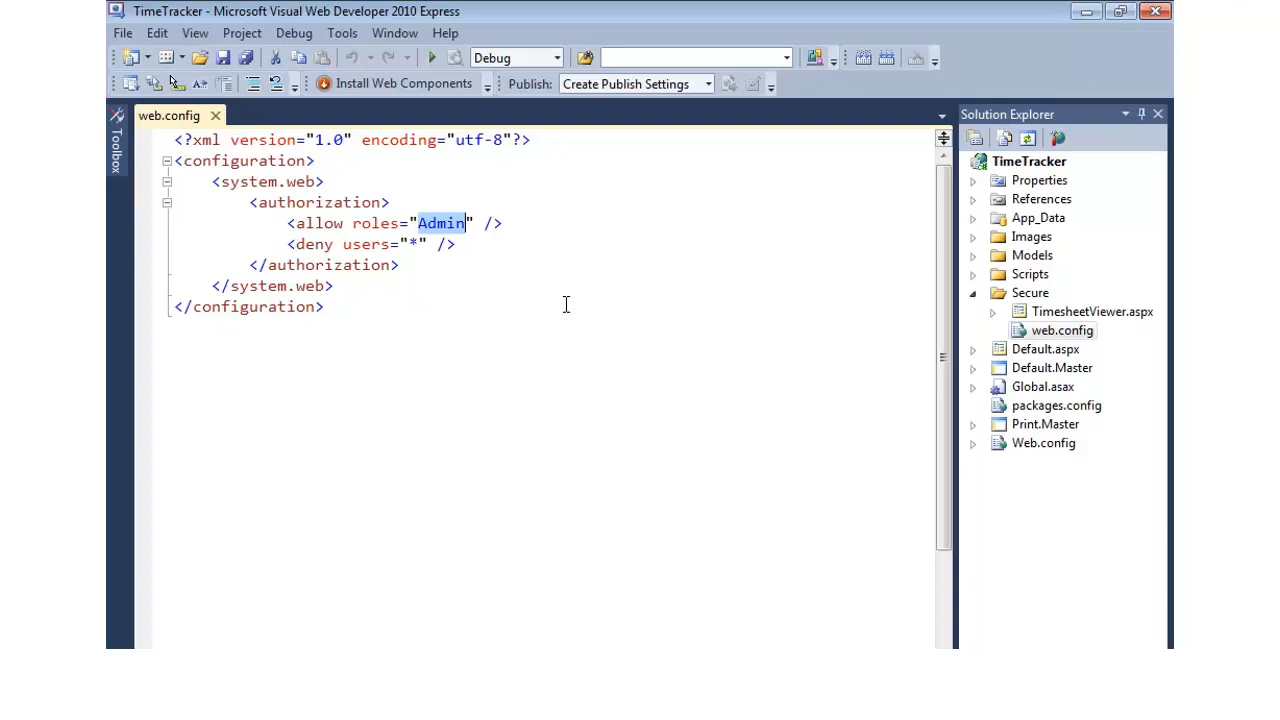 TimeTracker - Microsoft Visual Web Developer 2010 Express
File Edit View Project Debug Tools Window Help
Debug
Install Web Components Publish: Create Publish Settings
Toolbox
web.config
<?xml version="1.0" encoding="utf-8"?>
<configuration>
<system.web>
<authorization>
<allow roles="Admin" />
<deny users="*" />
</authorization>
</system.web>
</configuration>
Solution Explorer
TimeTracker
Properties
References
App_Data
Images
Models
Scripts
Secure
TimesheetViewer.aspx
web.config
Default.aspx
Default.Master
Global.asax
packages.config
Print.Master
Web.config